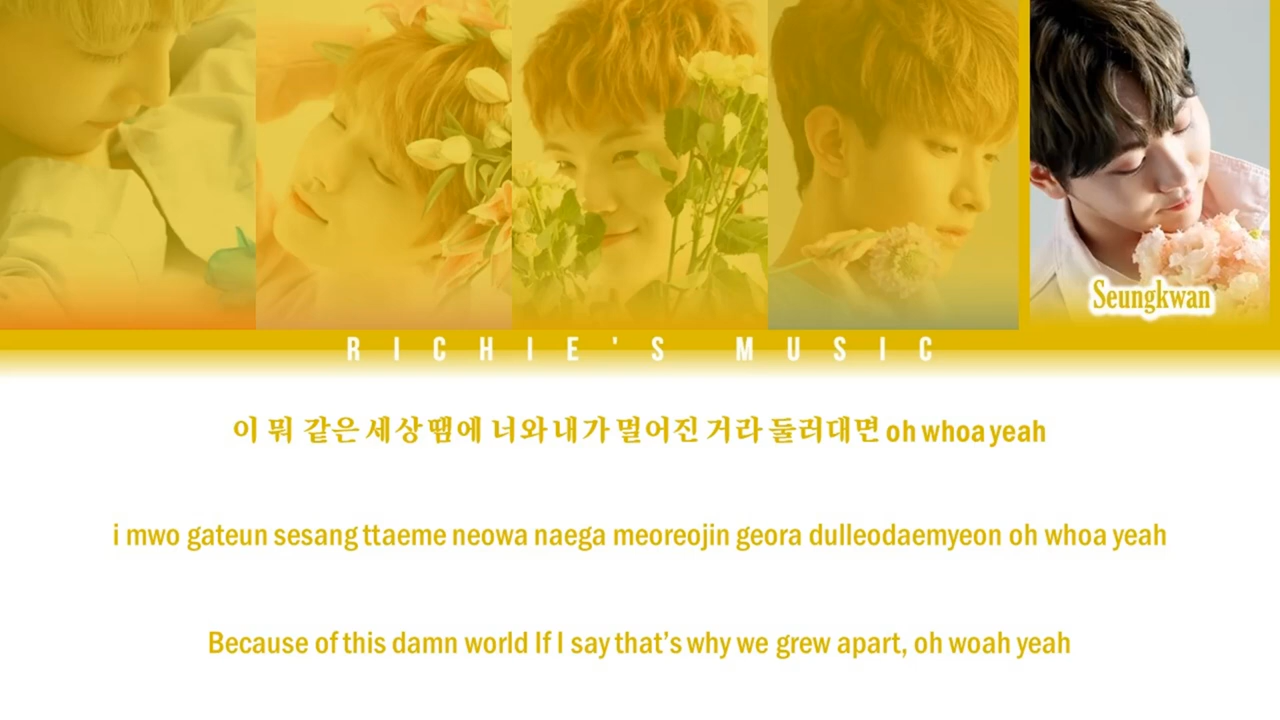 Seungkwan
RICHIE'S MUSIC
이 뭐 같은 세상 땜에 너와 내가 멀어진 거라 둘러대면 oh whoa yeah
i mwo gateun sesang ttaeme neowa naega meoreojin geora dulleodaemyeon oh whoa yeah
Because of this damn world If I say that’s why we grew apart, oh woah yeah